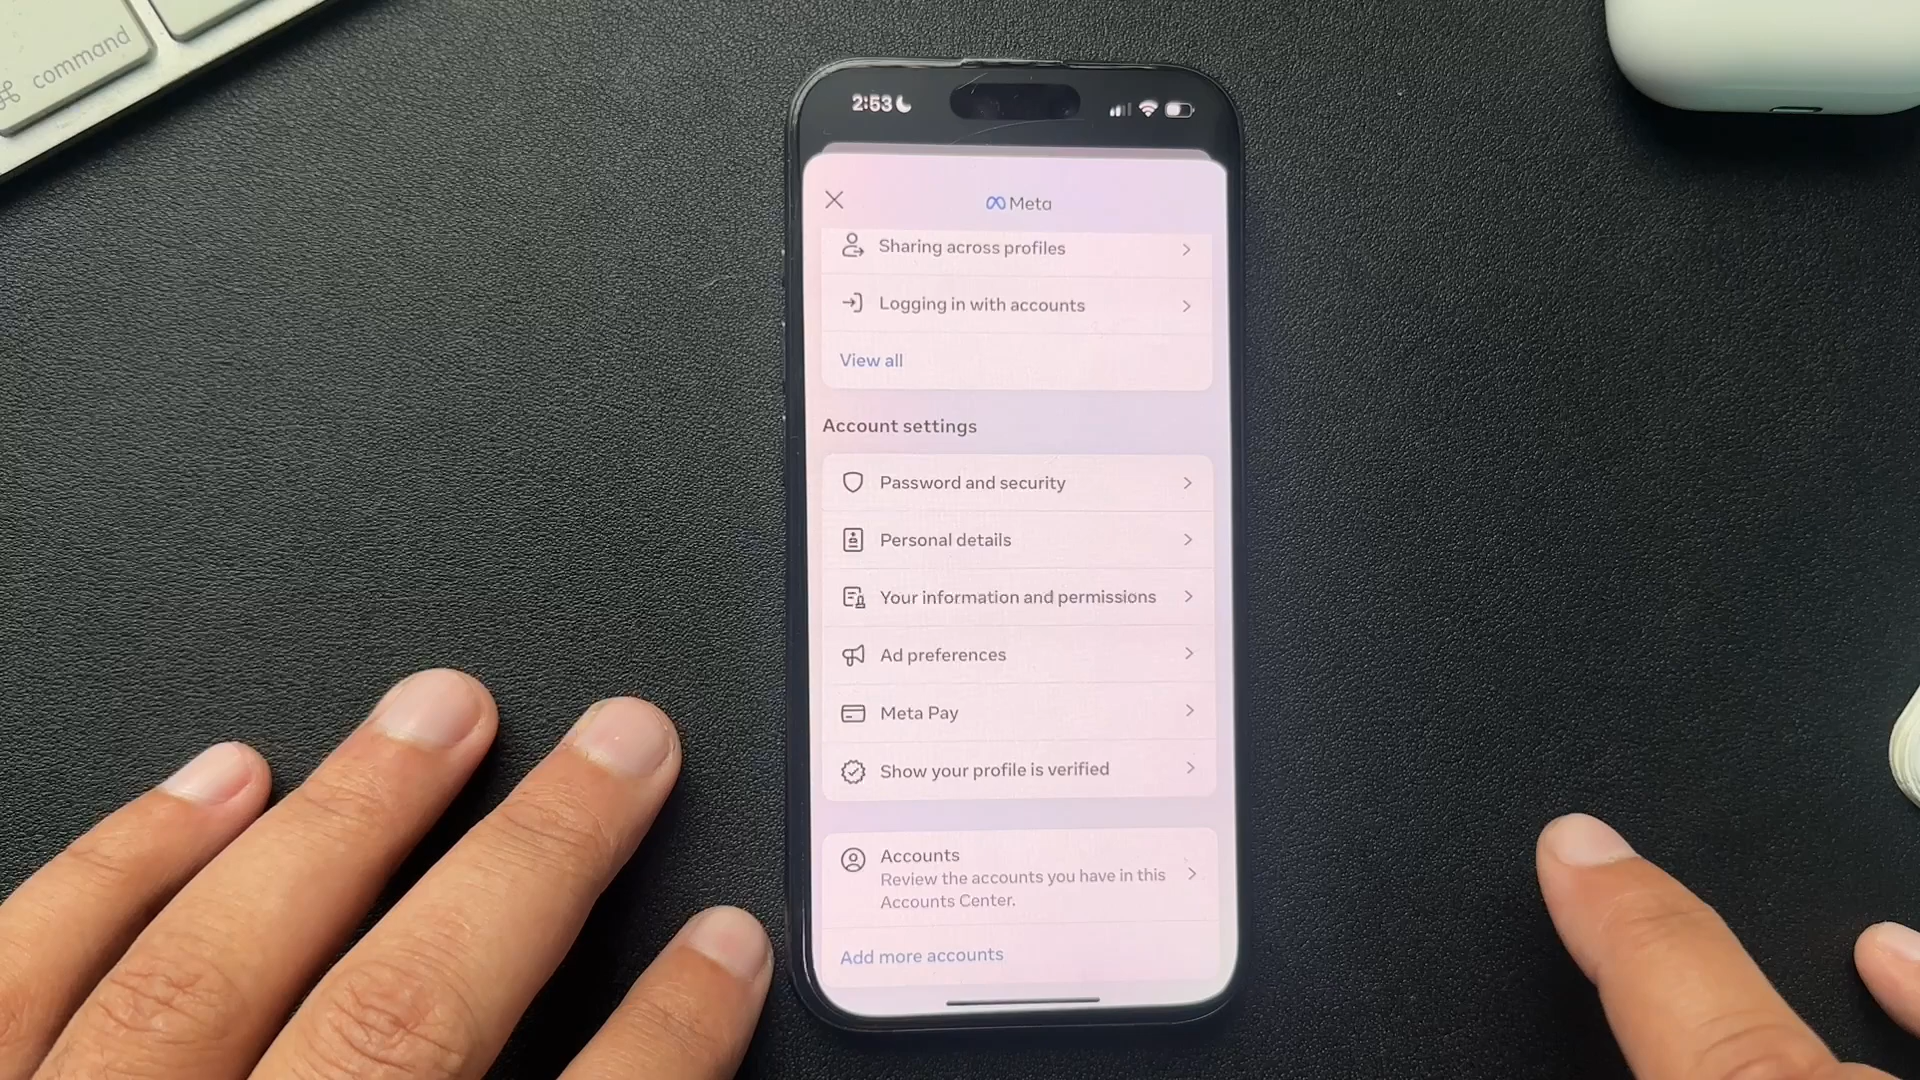 ⌘ command
2:53
Meta
Sharing across profiles
Logging in with accounts
View all
Account settings
Password and security
Personal details
Your information and permissions
Ad preferences
Meta Pay
Show your profile is verified
Accounts
Review the accounts you have in this
Accounts Center.
Add more accounts